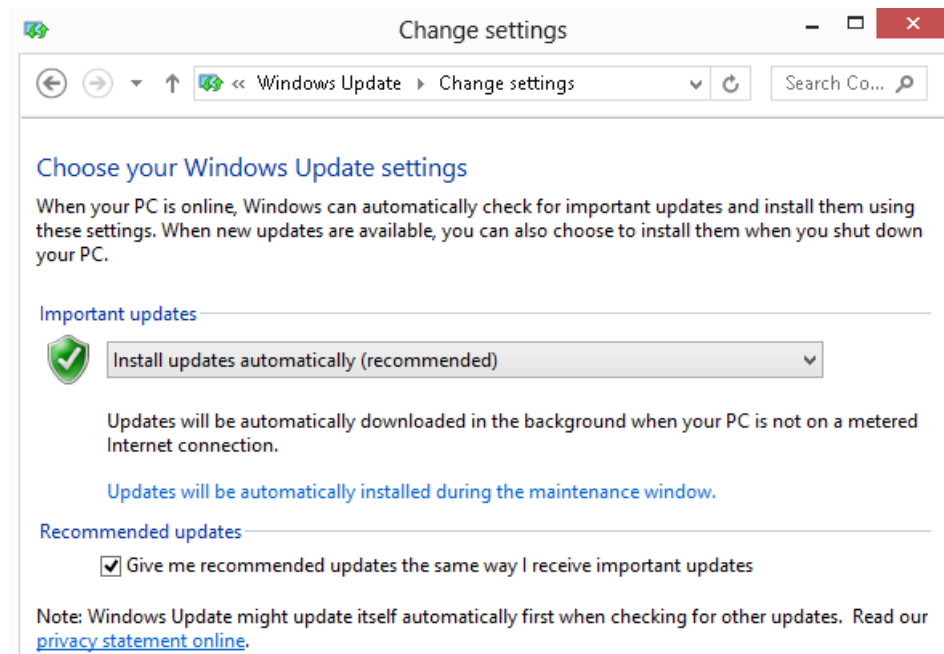 Change settings
« Windows Update ▸ Change settings
Search Co...
Choose your Windows Update settings
When your PC is online, Windows can automatically check for important updates and install them using
these settings. When new updates are available, you can also choose to install them when you shut down
your PC.
Important updates
Install updates automatically (recommended)
Updates will be automatically downloaded in the background when your PC is not on a metered
Internet connection.
Updates will be automatically installed during the maintenance window.
Recommended updates
Give me recommended updates the same way I receive important updates
Note: Windows Update might update itself automatically first when checking for other updates.  Read our
privacy statement online.